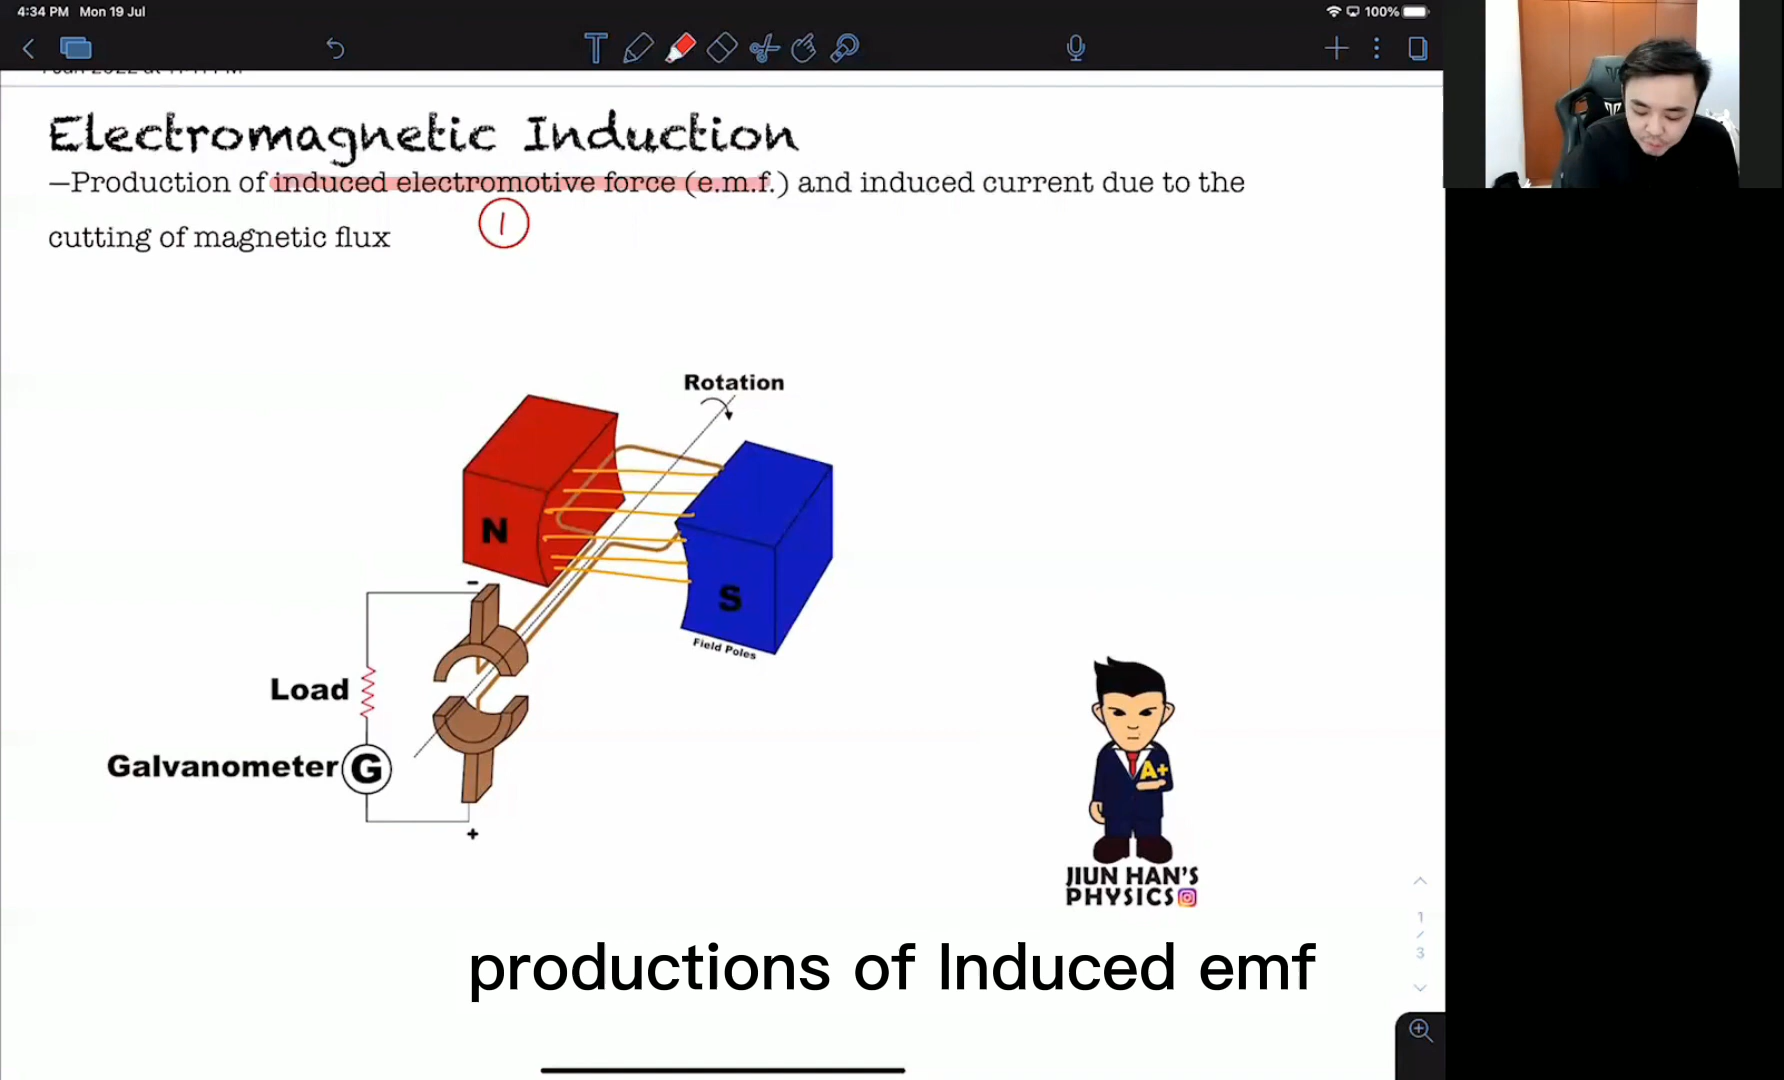 4:34 PM Mon 19 Jul
100%
Electromagnetic Induction
—Production of induced electromotive force (e.m.f.) and induced current due to the
cutting of magnetic flux
1
Rotation
N
S
Field Poles
-
Load
Galvanometer G
+
A+
JIUN HAN'S
PHYSICS
1
/
3
productions of Induced emf